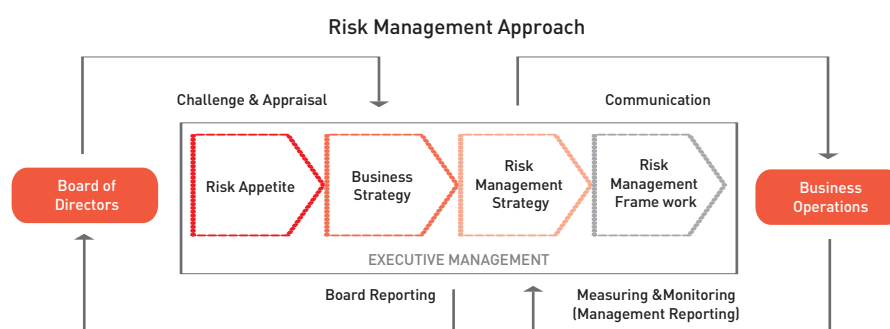 Risk Management Approach
Challenge & Appraisal
Communication
Board of
Directors
Risk Appetite
Business
Strategy
Risk
Management
Strategy
Risk
Management
Frame work
Business
Operations
EXECUTIVE MANAGEMENT
Board Reporting
Measuring &Monitoring
(Management Reporting)